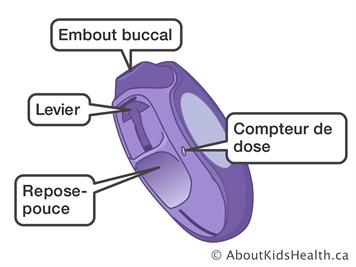 Embout buccal
Levier
Compteur de
dose
Repose-
pouce
© AboutKidsHealth.ca